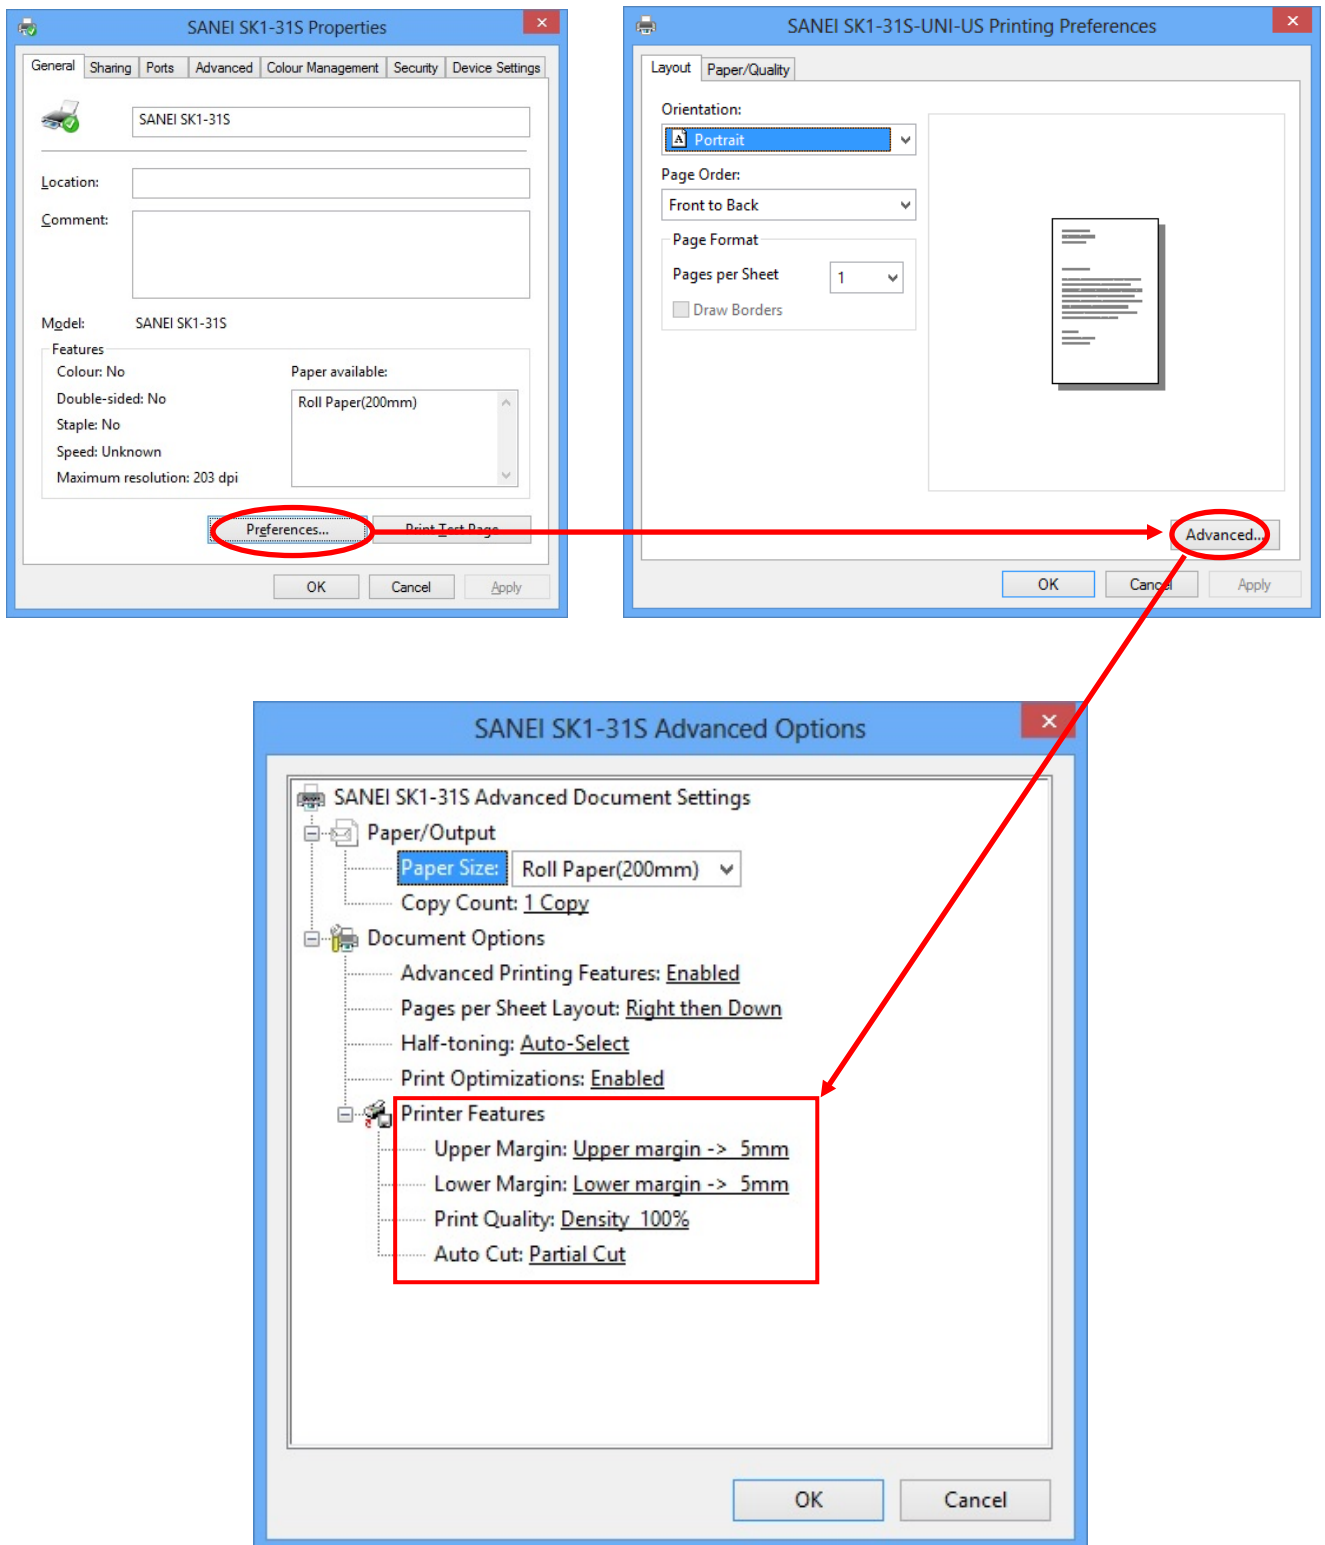 SANEI SK1-31S Properties
General Sharing Ports Advanced Colour Management Security Device Settings
SANEI SK1-31S
Location:
Comment:
Model: SANEI SK1-31S
Features
Colour: No
Double-sided: No
Staple: No
Speed: Unknown
Maximum resolution: 203 dpi
Paper available:
Roll Paper(200mm)
Preferences... Print Test Page
OK Cancel Apply
SANEI SK1-31S-UNI-US Printing Preferences
Layout Paper/Quality
Orientation:
Portrait
Page Order:
Front to Back
Page Format
Pages per Sheet 1
Draw Borders
Advanced...
OK Cancel Apply
SANEI SK1-31S Advanced Options
SANEI SK1-31S Advanced Document Settings
Paper/Output
Paper Size: Roll Paper(200mm)
Copy Count: 1 Copy
Document Options
Advanced Printing Features: Enabled
Pages per Sheet Layout: Right then Down
Half-toning: Auto-Select
Print Optimizations: Enabled
Printer Features
Upper Margin: Upper margin -> 5mm
Lower Margin: Lower margin -> 5mm
Print Quality: Density 100%
Auto Cut: Partial Cut
OK Cancel